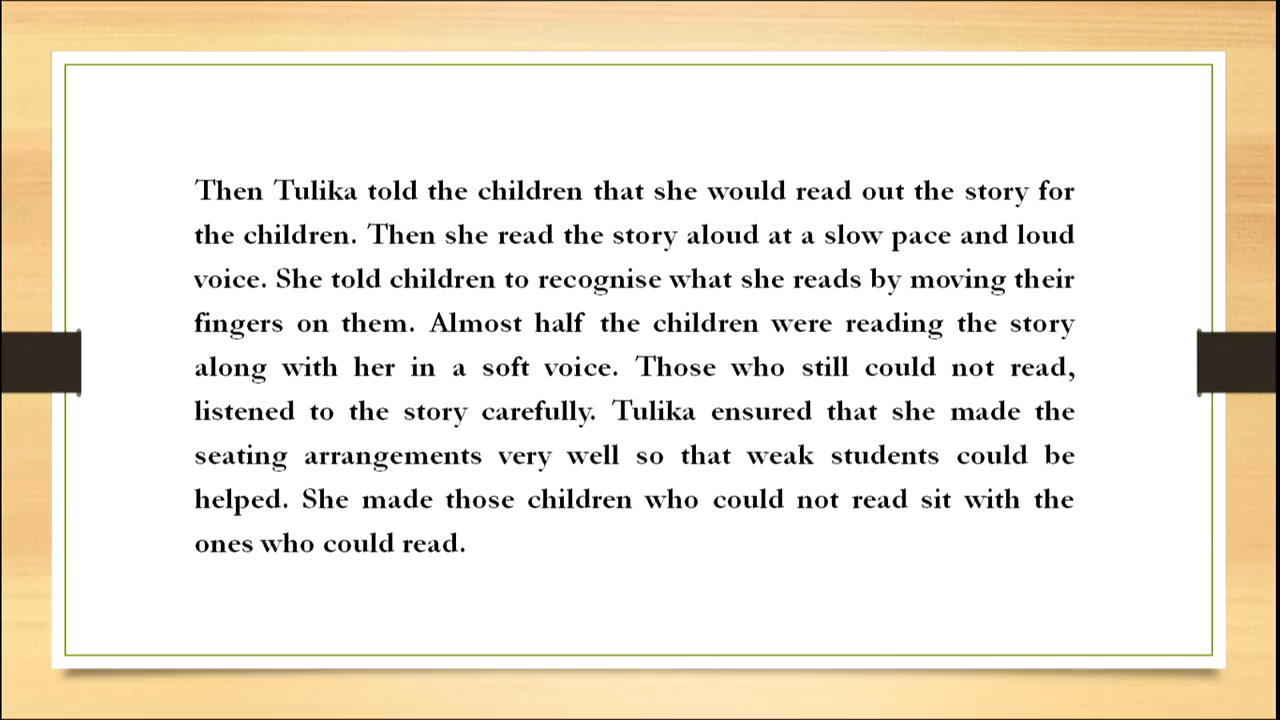 Then Tulika told the children that she would read out the story for
the children. Then she read the story aloud at a slow pace and loud
voice. She told children to recognise what she reads by moving their
fingers on them. Almost half the children were reading the story
along with her in a soft voice. Those who still could not read,
listened to the story carefully. Tulika ensured that she made the
seating arrangements very well so that weak students could be
helped. She made those children who could not read sit with the
ones who could read.